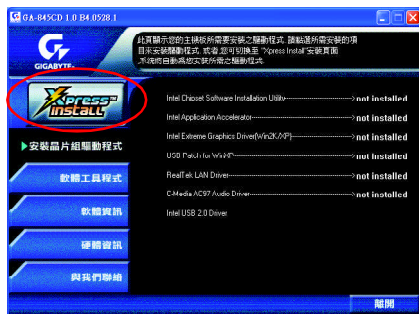 GA-845CD 1.0 B4.0528.1
此頁顯示您的主機板所需要安裝之驅動程式. 請點選所需安裝的項
目來安裝驅動程式, 或者,您可切換至 "Xpress Install"安裝頁面
,系統將自動為您安裝所需之驅動程式.
GIGABYTE
Xpress™
INSTALL
Intel Chipset Software Installation Utility not installed
Intel Application Accelerator not installed
安裝晶片組驅動程式
Intel Extreme Graphics Driver(Win2K/XP) not installed
USB Patch for WinXP not installed
軟體工具程式
RealTek LAN Driver not installed
C-Media AC97 Audio Driver not installed
軟體資訊
Intel USB 2.0 Driver
硬體資訊
與我們聯絡
離開